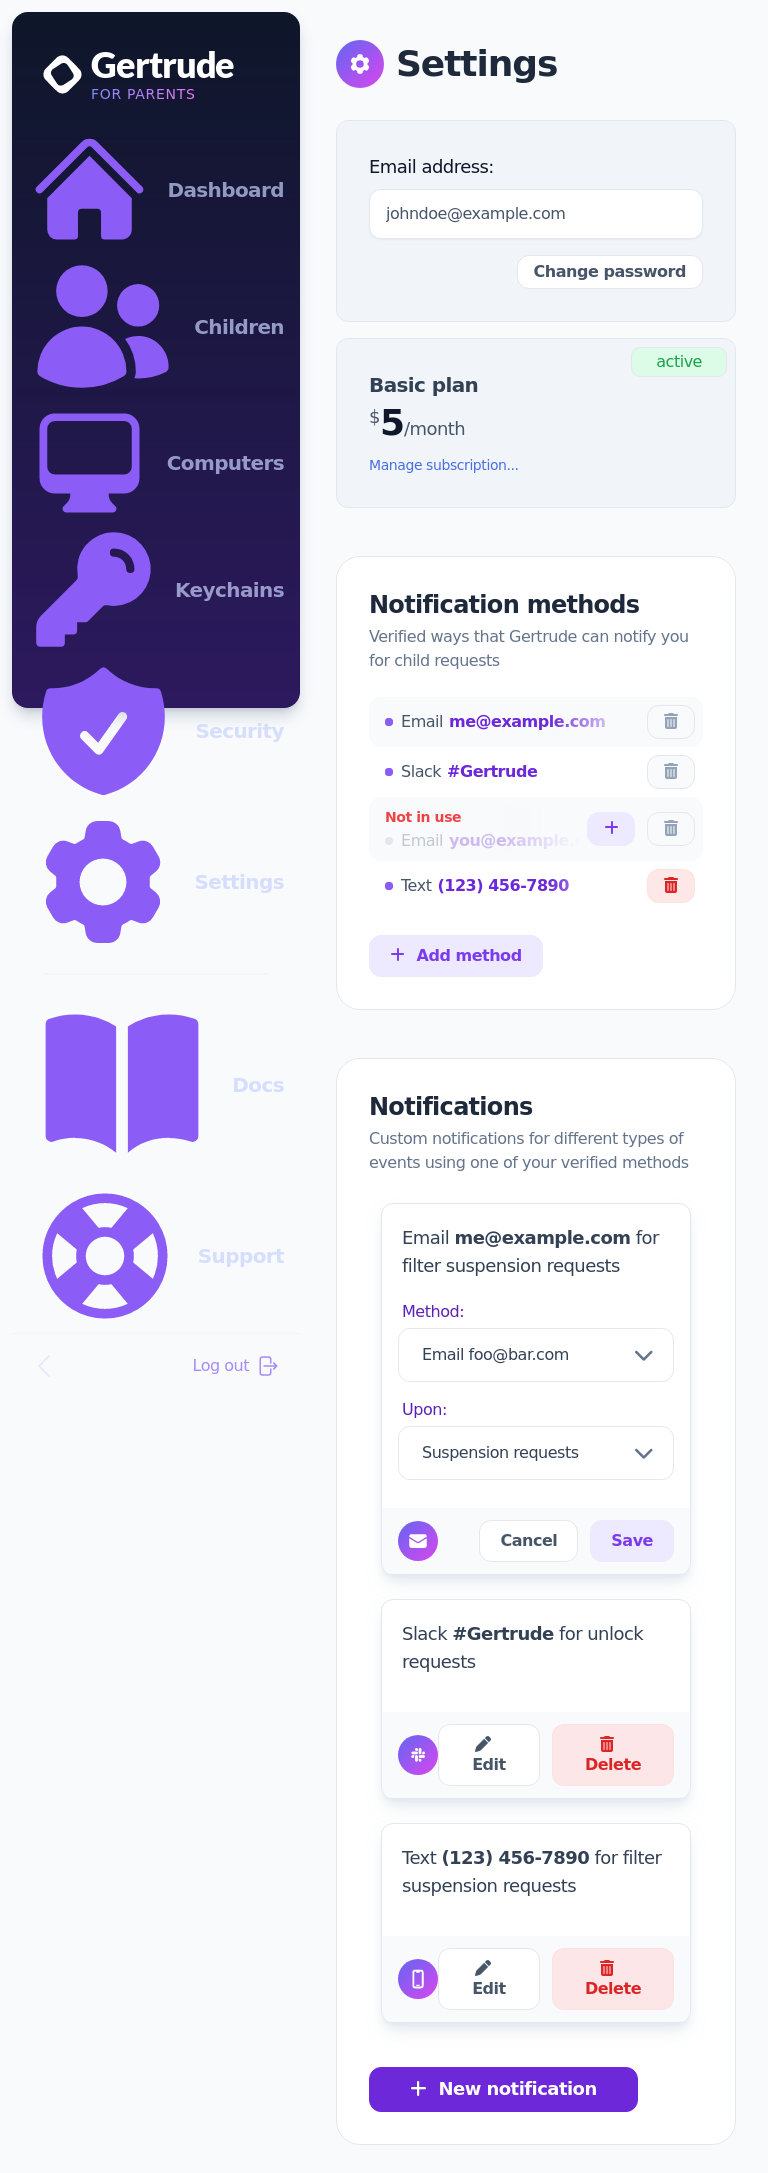 Gertrude
FOR PARENTS
Dashboard
Children
Computers
Keychains
Security
Settings
Docs
Support
Log out
Settings
Email address:
johndoe@example.com
Change password
active
Basic plan
$5/month
Manage subscription...
Notification methods
Verified ways that Gertrude can notify you
for child requests
Email me@example.com
Slack #Gertrude
Not in use
Email you@example.c
Text (123) 456-7890
+ Add method
Notifications
Custom notifications for different types of
events using one of your verified methods
Email me@example.com for
filter suspension requests
Method:
Email foo@bar.com
Upon:
Suspension requests
Cancel
Save
Slack #Gertrude for unlock
requests
Edit
Delete
Text (123) 456-7890 for filter
suspension requests
Edit
Delete
+ New notification